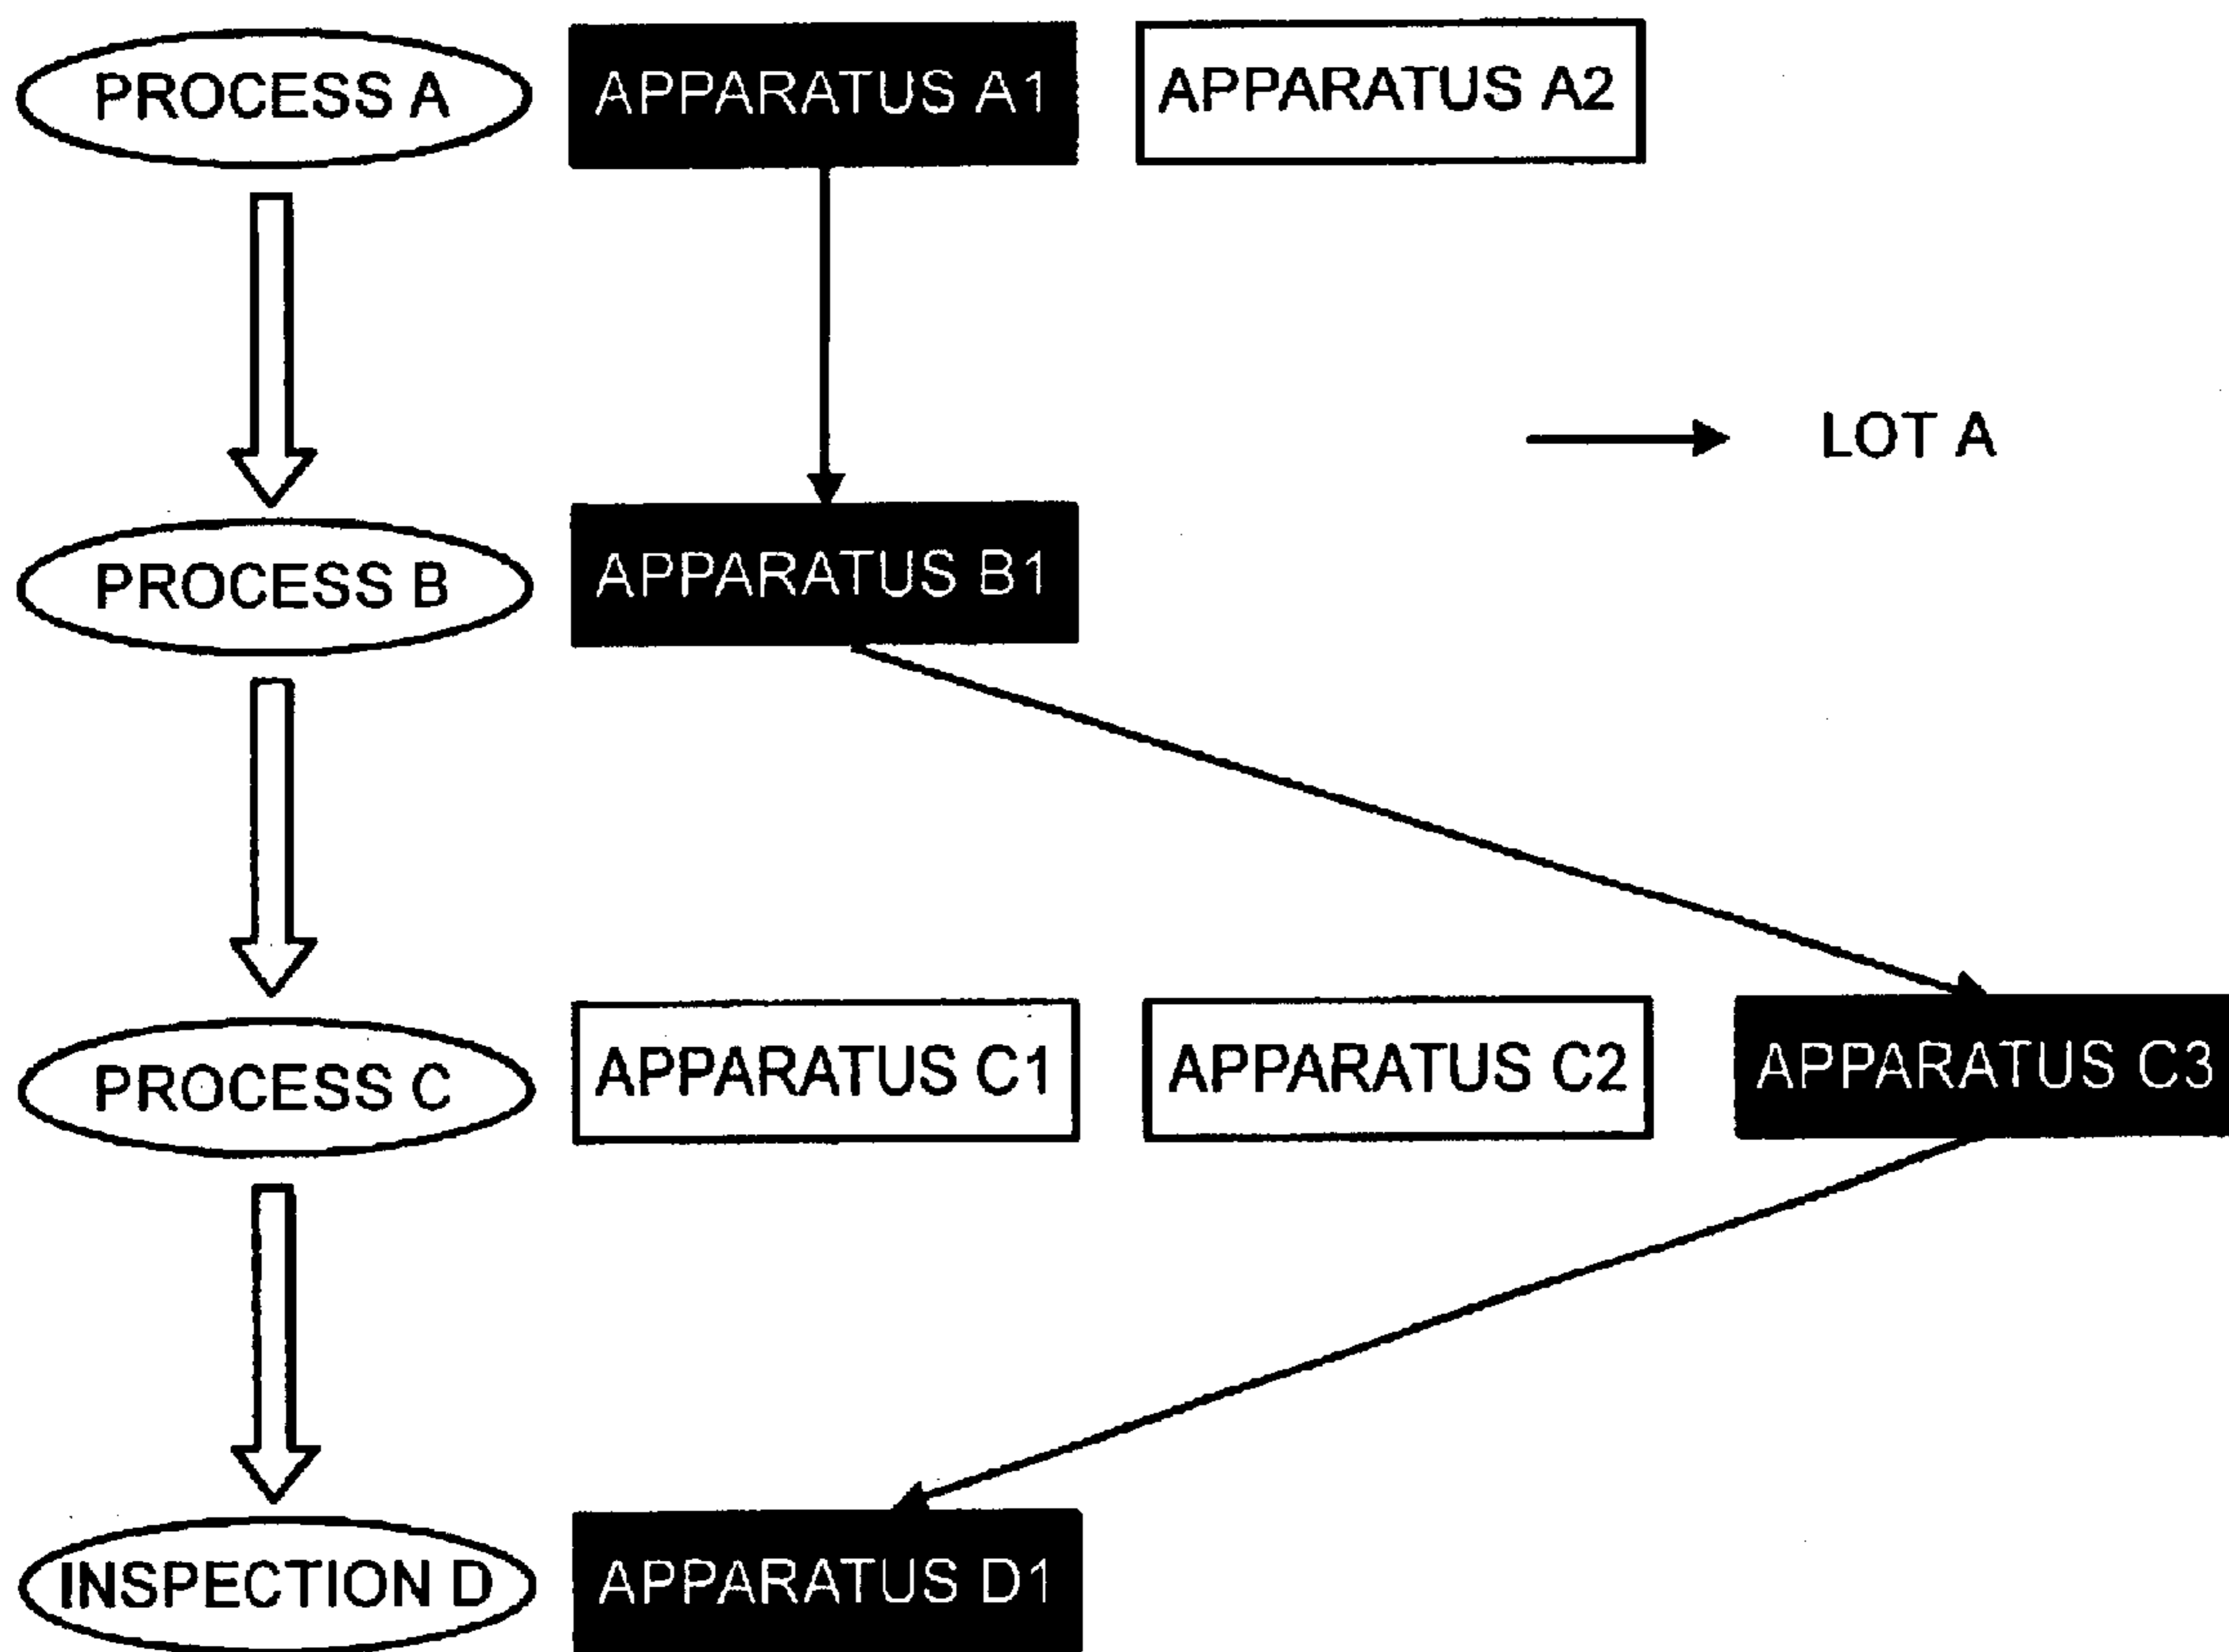 PROCESS A
APPARATUS A1
APPARATUS A2
LOT A
PROCESS B
APPARATUS B1
PROCESS C
APPARATUS C1
APPARATUS C2
APPARATUS C3
INSPECTION D
APPARATUS D1